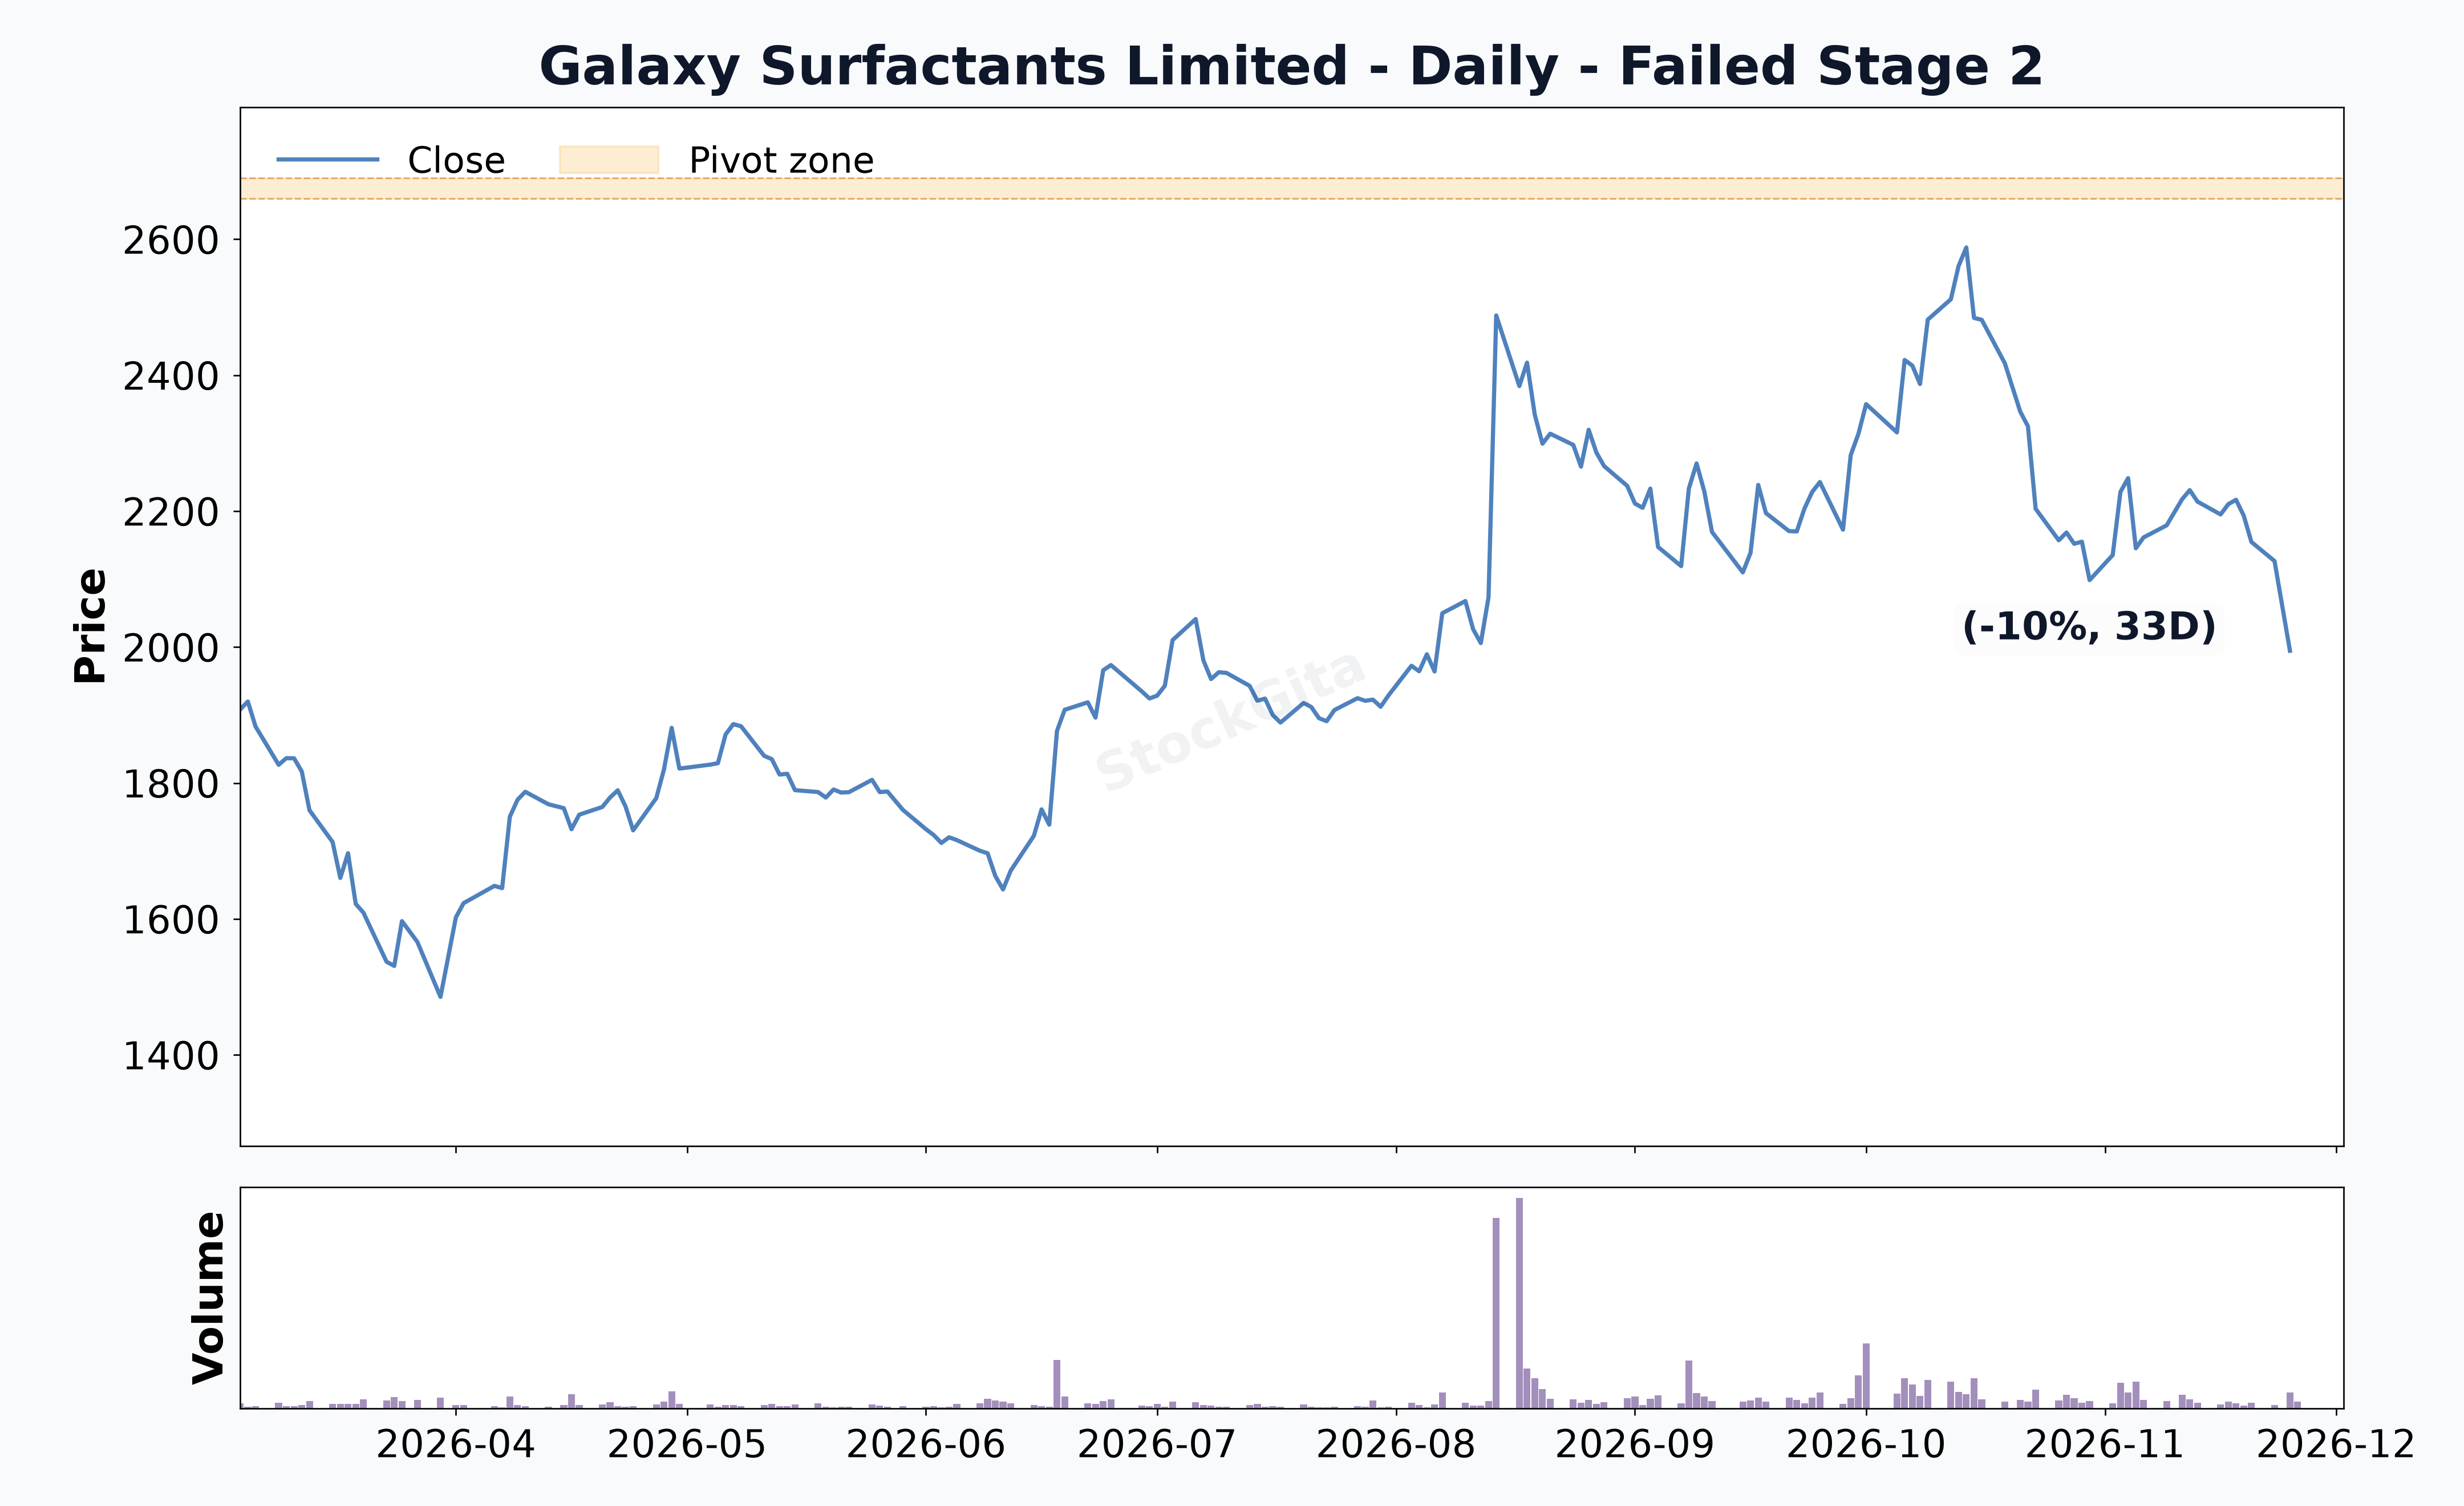 Galaxy Surfactants Limited - Daily - Failed Stage 2
Close
Pivot zone
2600
2400
2200
2000
1800
1600
1400
Price
(-10%, 33D)
StockGita
Volume
2026-04
2026-05
2026-06
2026-07
2026-08
2026-09
2026-10
2026-11
2026-12